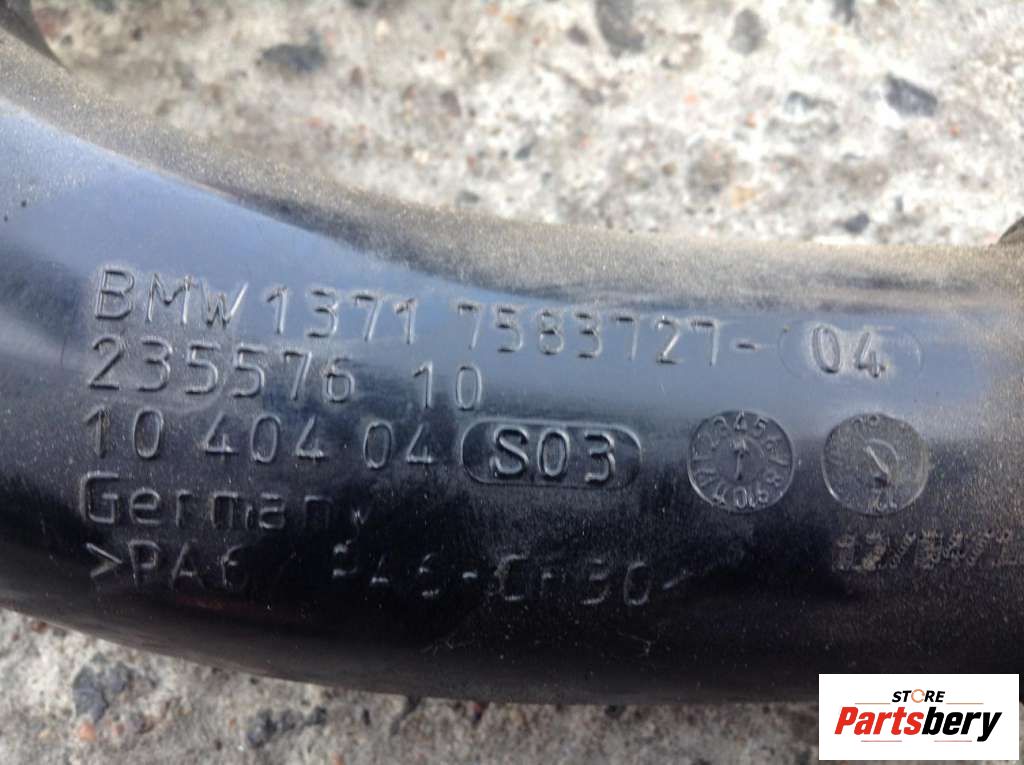 BMW 1371 7583727-04
235576 10
10 404 04 S03
Germany
STORE
Partsbery